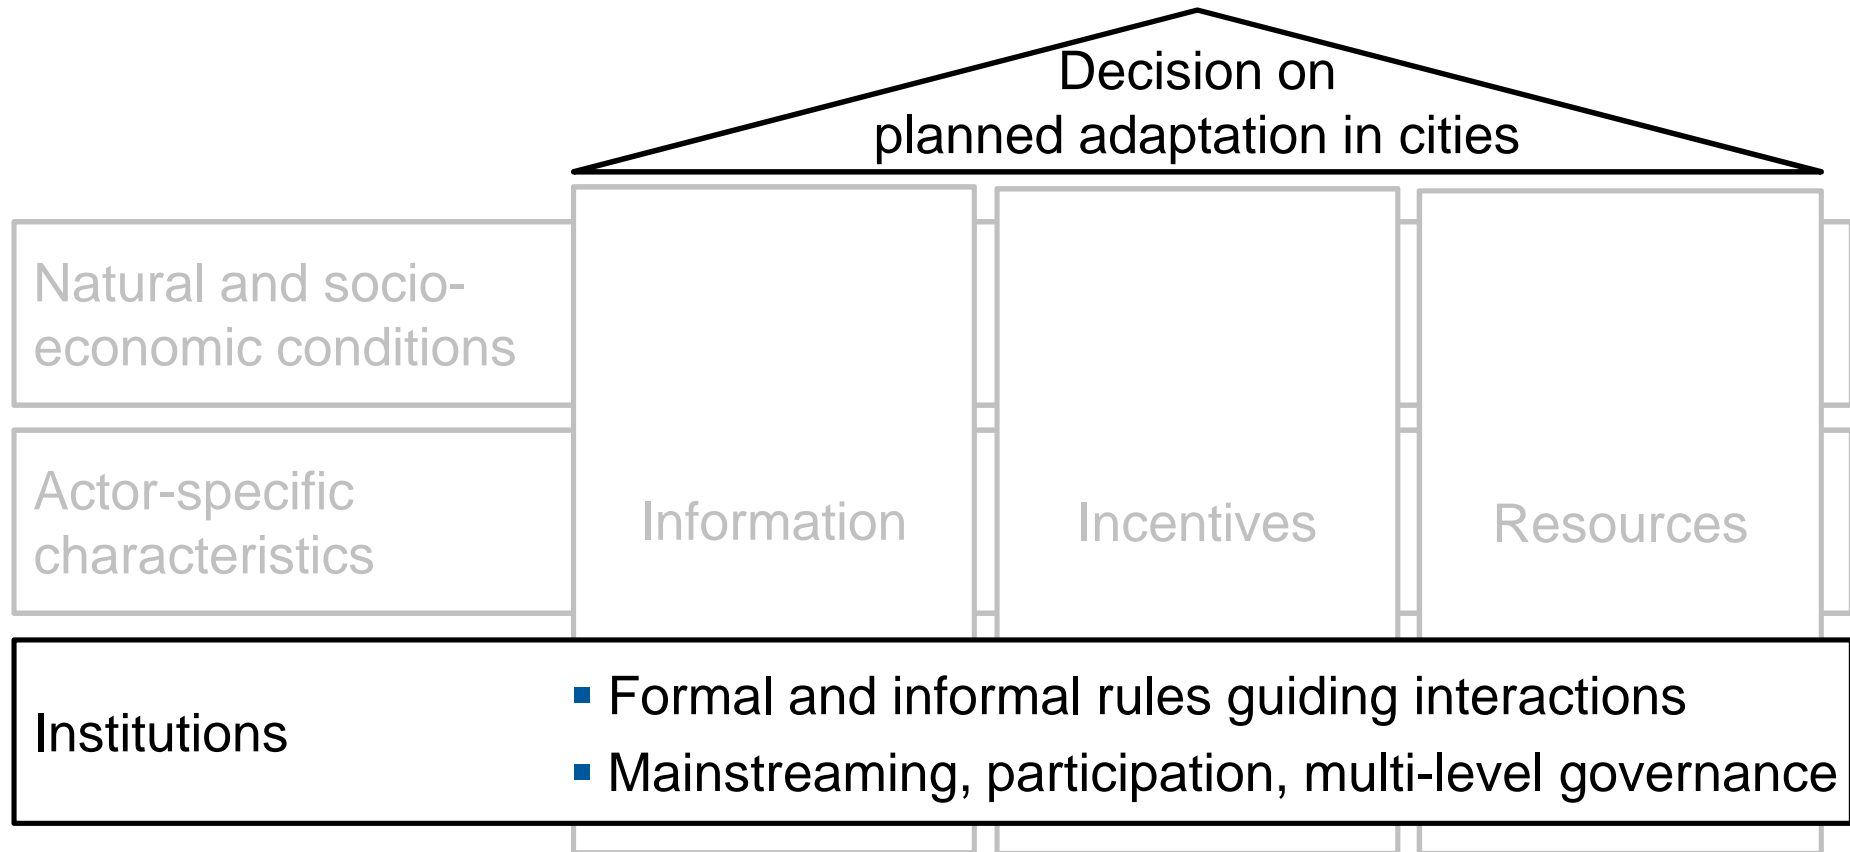 Decision on
planned adaptation in cities
Natural and socio-
economic conditions
Actor-specific
characteristics
Information
Incentives
Resources
Institutions
▪ Formal and informal rules guiding interactions
▪ Mainstreaming, participation, multi-level governance